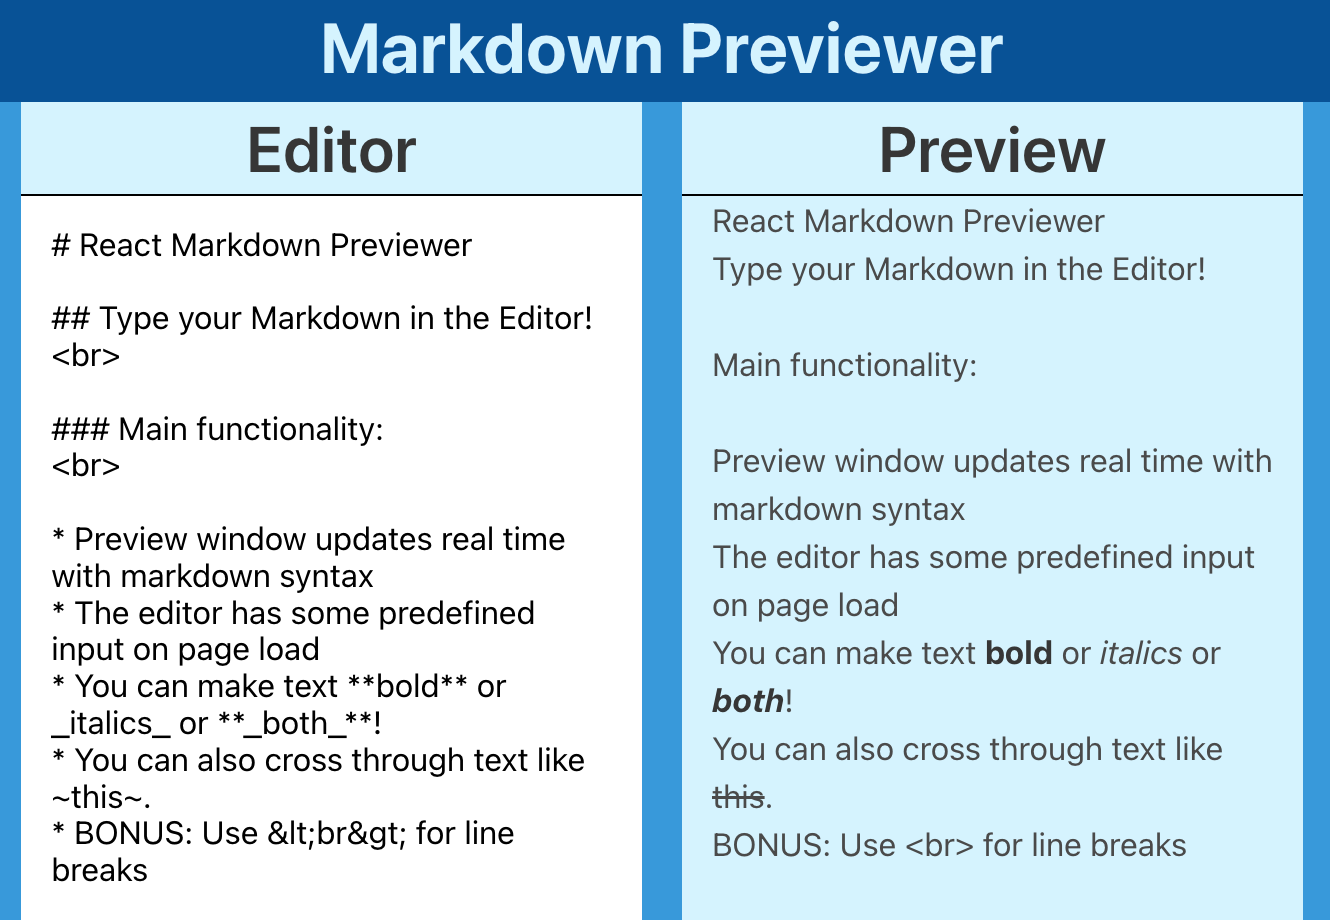 Markdown Previewer
Editor
# React Markdown Previewer
## Type your Markdown in the Editor!
<br>
### Main functionality:
<br>
* Preview window updates real time
with markdown syntax
* The editor has some predefined
input on page load
* You can make text **bold** or
_italics_ or **_both_**!
* You can also cross through text like
~this~.
* BONUS: Use &lt;br&gt; for line
breaks
Preview
React Markdown Previewer
Type your Markdown in the Editor!
Main functionality:
Preview window updates real time with
markdown syntax
The editor has some predefined input
on page load
You can make text bold or italics or
both!
You can also cross through text like
this.
BONUS: Use <br> for line breaks